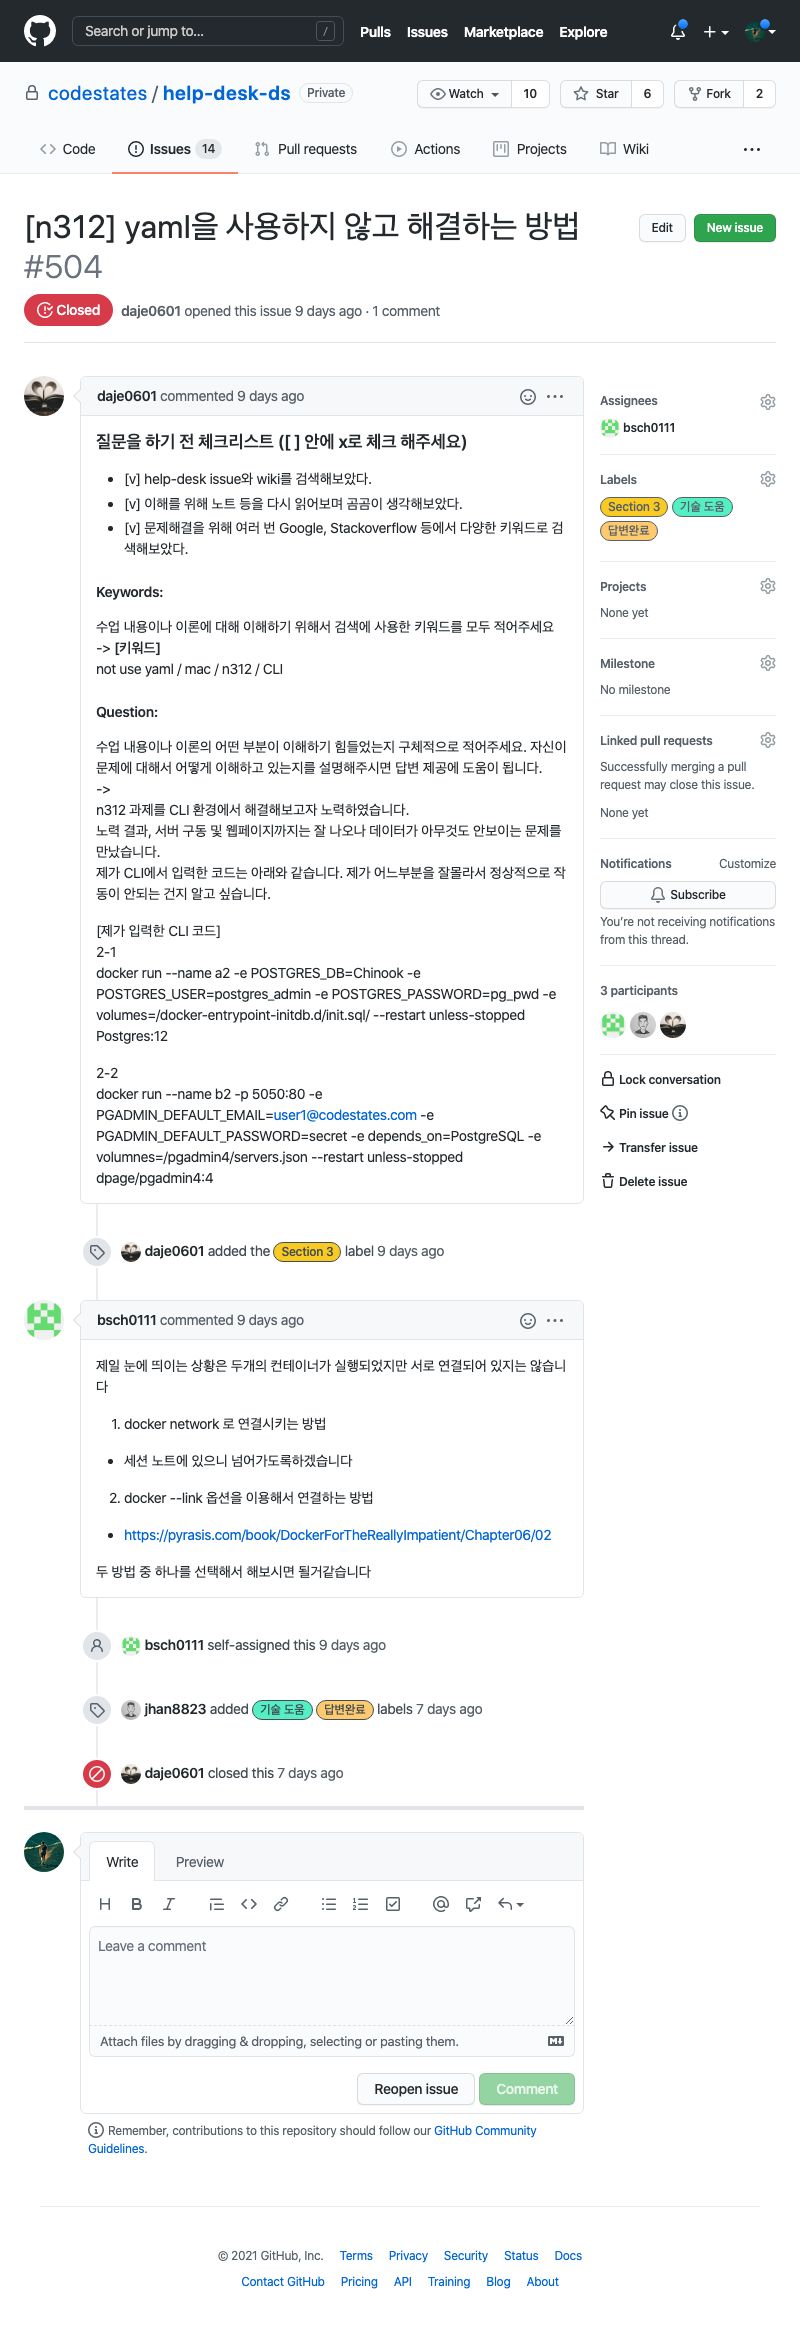 Search or jump to... /
Pulls Issues Marketplace Explore
codestates / help-desk-ds Private
Watch 10 Star 6 Fork 2
Code Issues 14 Pull requests Actions Projects Wiki
[n312] yaml을 사용하지 않고 해결하는 방법
#504
Edit New issue
Closed daje0601 opened this issue 9 days ago · 1 comment
daje0601 commented 9 days ago
질문을 하기 전 체크리스트 ([ ] 안에 x로 체크 해주세요)
[v] help-desk issue와 wiki를 검색해보았다.
[v] 이해를 위해 노트 등을 다시 읽어보며 곰곰이 생각해보았다.
[v] 문제해결을 위해 여러 번 Google, Stackoverflow 등에서 다양한 키워드로 검
색해보았다.
Keywords:
수업 내용이나 이론에 대해 이해하기 위해서 검색에 사용한 키워드를 모두 적어주세요
-> [키워드]
not use yaml / mac / n312 / CLI
Question:
수업 내용이나 이론의 어떤 부분이 이해하기 힘들었는지 구체적으로 적어주세요. 자신이
문제에 대해서 어떻게 이해하고 있는지를 설명해주시면 답변 제공에 도움이 됩니다.
->
n312 과제를 CLI 환경에서 해결해보고자 노력하였습니다.
노력 결과, 서버 구동 및 웹페이지까지는 잘 나오나 데이터가 아무것도 안보이는 문제를
만났습니다.
제가 CLI에서 입력한 코드는 아래와 같습니다. 제가 어느부분을 잘몰라서 정상적으로 작
동이 안되는 건지 알고 싶습니다.
[제가 입력한 CLI 코드]
2-1
docker run --name a2 -e POSTGRES_DB=Chinook -e
POSTGRES_USER=postgres_admin -e POSTGRES_PASSWORD=pg_pwd -e
volumes=/docker-entrypoint-initdb.d/init.sql/ --restart unless-stopped
Postgres:12
2-2
docker run --name b2 -p 5050:80 -e
PGADMIN_DEFAULT_EMAIL=user1@codestates.com -e
PGADMIN_DEFAULT_PASSWORD=secret -e depends_on=PostgreSQL -e
volumnes=/pgadmin4/servers.json --restart unless-stopped
dpage/pgadmin4:4
Assignees
bsch0111
Labels
Section 3 기술 도움
답변완료
Projects
None yet
Milestone
No milestone
Linked pull requests
Successfully merging a pull
request may close this issue.
None yet
Notifications Customize
Subscribe
You're not receiving notifications
from this thread.
3 participants
Lock conversation
Pin issue
Transfer issue
Delete issue
daje0601 added the Section 3 label 9 days ago
bsch0111 commented 9 days ago
제일 눈에 띄이는 상황은 두개의 컨테이너가 실행되었지만 서로 연결되어 있지는 않습니
다
1. docker network 로 연결시키는 방법
세션 노트에 있으니 넘어가도록하겠습니다
2. docker --link 옵션을 이용해서 연결하는 방법
https://pyrasis.com/book/DockerForTheReallyImpatient/Chapter06/02
두 방법 중 하나를 선택해서 해보시면 될거같습니다
bsch0111 self-assigned this 9 days ago
jhan8823 added 기술 도움 답변완료 labels 7 days ago
daje0601 closed this 7 days ago
Write Preview
Leave a comment
Attach files by dragging & dropping, selecting or pasting them.
Reopen issue Comment
Remember, contributions to this repository should follow our GitHub Community
Guidelines.
© 2021 GitHub, Inc. Terms Privacy Security Status Docs
Contact GitHub Pricing API Training Blog About